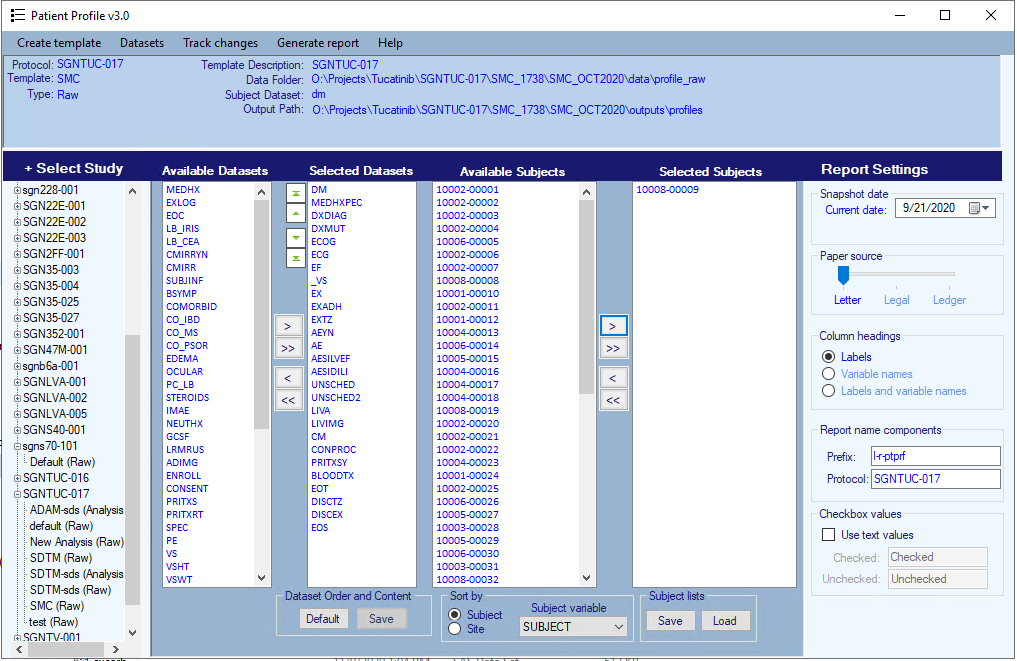 Patient Profile v3.0
Create template Datasets Track changes Generate report Help
Protocol: SGNTUC-017 Template Description: SGNTUC-017
Template: SMC Data Folder: O:\Projects\Tucatinib\SGNTUC-017\SMC_1738\SMC_OCT2020\data\profile_raw
Type: Raw Subject Dataset: dm
Output Path: O:\Projects\Tucatinib\SGNTUC-017\SMC_1738\SMC_OCT2020\outputs\profiles
+ Select Study
sgn228-001
SGN22E-001
SGN22E-002
SGN22E-003
SGN2FF-001
SGN35-003
SGN35-004
SGN35-025
SGN35-027
SGN352-001
SGN47M-001
sgnb6a-001
SGNLVA-001
SGNLVA-002
SGNLVA-005
SGNS40-001
sgns70-101
Default (Raw)
SGNTUC-016
SGNTUC-017
ADAM-sds (Analysis
default (Raw)
New Analysis (Raw)
SDTM (Raw)
SDTM-sds (Analysis
SDTM-sds (Raw)
SMC (Raw)
test (Raw)
SGNTV-001
Available Datasets
MEDHX
EXLOG
EOC
LB_IRIS
LB_CEA
CMIRRYN
CMIRR
SUBJINF
BSYMP
COMORBID
CO_IBD
CO_MS
CO_PSOR
EDEMA
OCULAR
PC_LB
STEROIDS
IMAE
NEUTHX
GCSF
LRMRUS
ADIMG
ENROLL
CONSENT
PRITXS
PRITXRT
SPEC
PE
VS
VSHT
VSWT
>
>>
<
<<
Selected Datasets
DM
MEDHXPEC
DXDIAG
DXMUT
ECOG
ECG
EF
_VS
EX
EXADH
EXTZ
AEYN
AE
AESILVEF
AESIDILI
UNSCHED
UNSCHED2
LIVA
LIVIMG
CM
CONPROC
PRITXSY
BLOODTX
EOT
DISCTZ
DISCEX
EOS
Dataset Order and Content
Default Save
Available Subjects
10002-00001
10002-00002
10002-00003
10002-00004
10006-00005
10002-00006
10002-00007
10008-00008
10001-00010
10002-00011
10001-00012
10004-00013
10006-00014
10005-00015
10004-00016
10004-00017
10004-00018
10008-00019
10002-00020
10002-00021
10002-00022
10004-00023
10001-00024
10002-00025
10006-00026
10005-00027
10003-00028
10005-00029
10006-00030
10003-00031
10008-00032
Sort by
Subject
Site
Subject variable
SUBJECT
>
>>
<
<<
Selected Subjects
10008-00009
Subject lists
Save Load
Report Settings
Snapshot date
Current date: 9/21/2020
Paper source
Letter Legal Ledger
Column headings
Labels
Variable names
Labels and variable names
Report name components
Prefix: l-r-ptprf
Protocol: SGNTUC-017
Checkbox values
Use text values
Checked: Checked
Unchecked: Unchecked